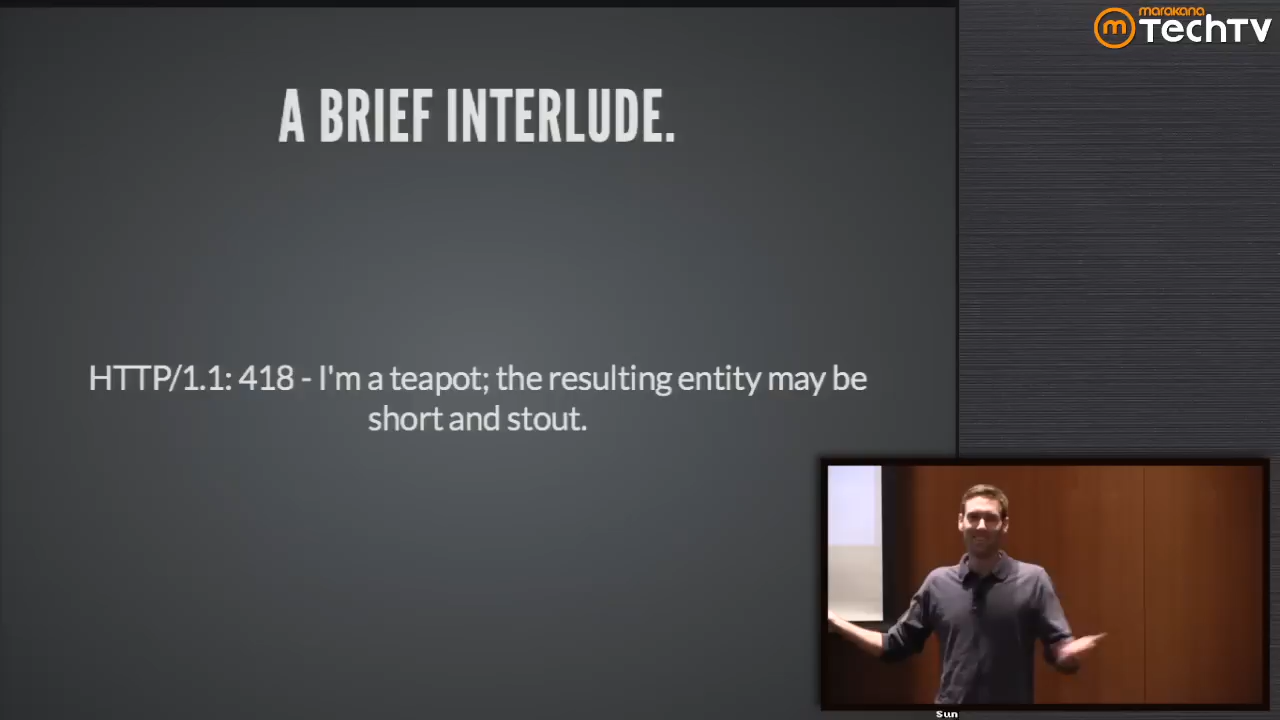 marakana
TechTV
A BRIEF INTERLUDE.
HTTP/1.1: 418 - I'm a teapot; the resulting entity may be
short and stout.
Sun